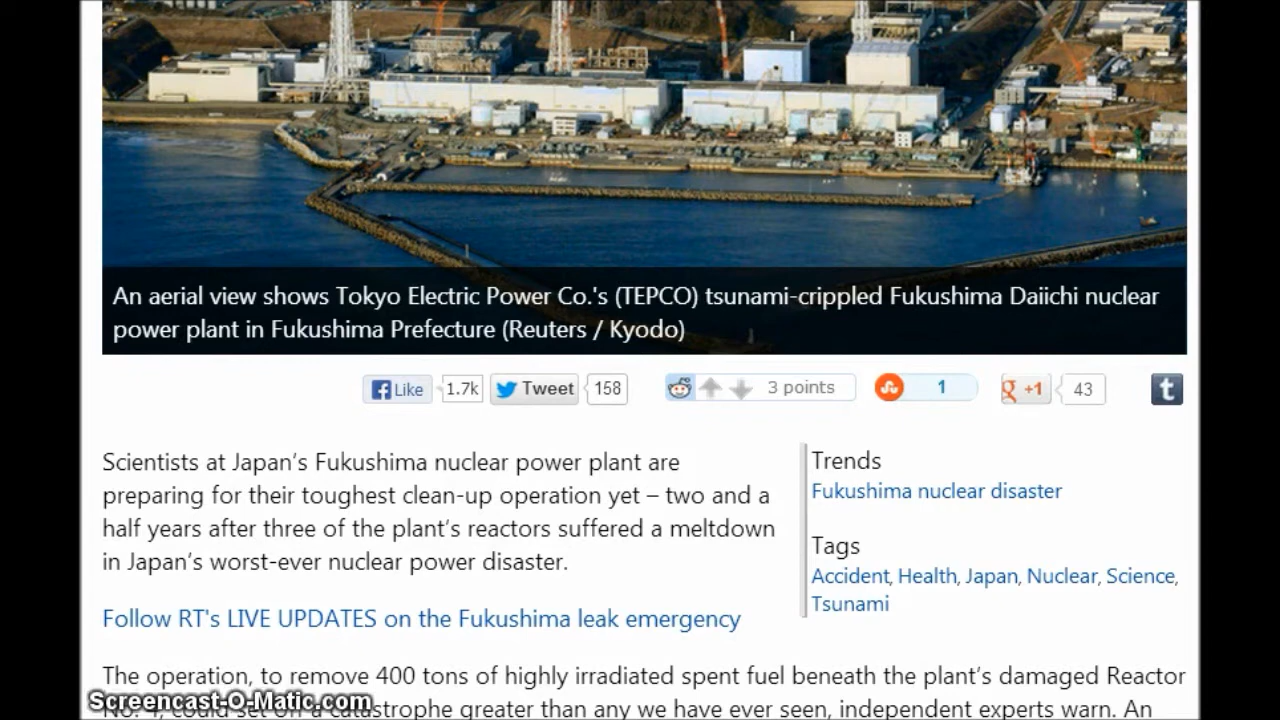 An aerial view shows Tokyo Electric Power Co.'s (TEPCO) tsunami-crippled Fukushima Daiichi nuclear
power plant in Fukushima Prefecture (Reuters / Kyodo)
Like 1.7k Tweet 158 3 points 1 +1 43 t
Scientists at Japan’s Fukushima nuclear power plant are
preparing for their toughest clean-up operation yet – two and a
half years after three of the plant’s reactors suffered a meltdown
in Japan’s worst-ever nuclear power disaster.
Follow RT's LIVE UPDATES on the Fukushima leak emergency
Trends
Fukushima nuclear disaster
Tags
Accident, Health, Japan, Nuclear, Science,
Tsunami
The operation, to remove 400 tons of highly irradiated spent fuel beneath the plant’s damaged Reactor
No. 4, could set off a catastrophe greater than any we have ever seen, independent experts warn. An
Screencast-O-Matic.com